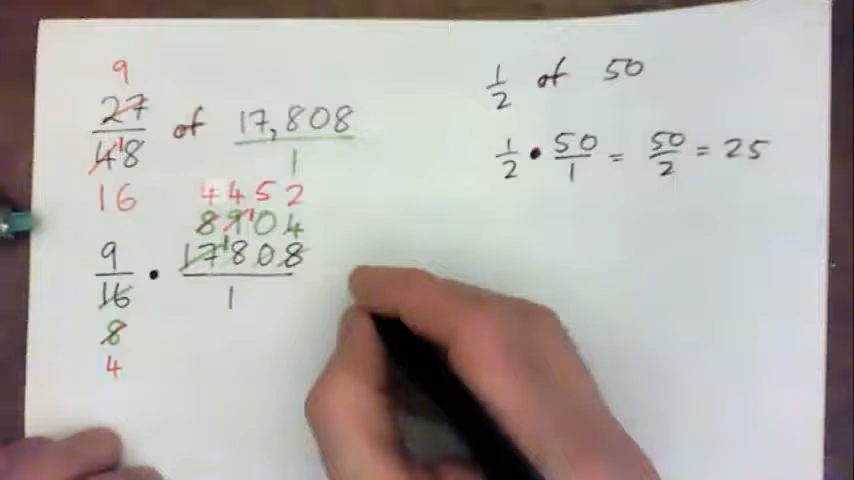 9
27/48 of 17,808/1
16
4452
8904
9/16 • 17808/1
8
4
1/2 of 50
1/2 • 50/1 = 50/2 = 25